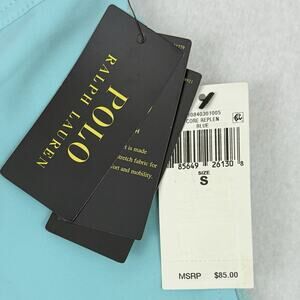 POLO
RALPH LAUREN
is made
stretch fabric for
comfort and mobility.
CORE REPLEN
BLUE
85649 26130 8
SIZE
S
MSRP $85.00